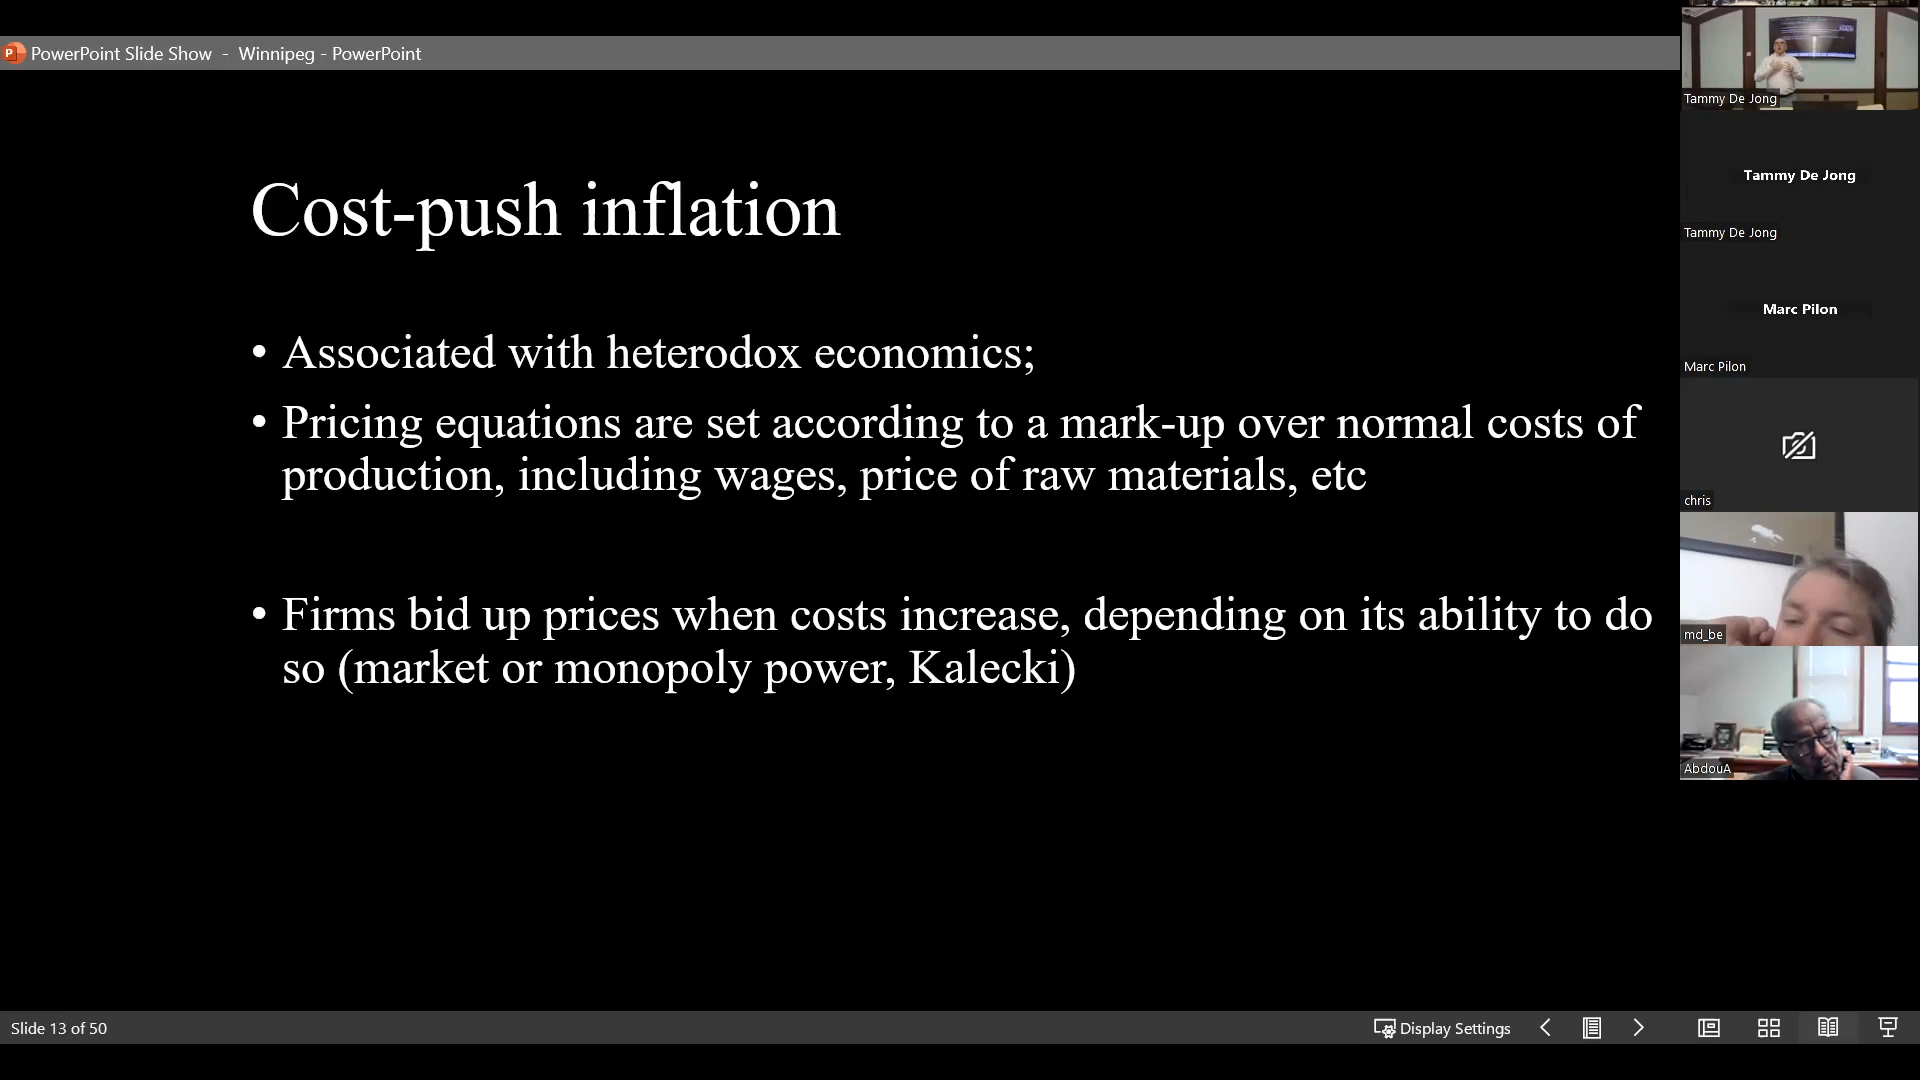 PowerPoint Slide Show - Winnipeg - PowerPoint
Cost-push inflation
• Associated with heterodox economics;
• Pricing equations are set according to a mark-up over normal costs of
production, including wages, price of raw materials, etc
• Firms bid up prices when costs increase, depending on its ability to do
so (market or monopoly power, Kalecki)
Slide 13 of 50
Display Settings
Tammy De Jong
Tammy De Jong
Tammy De Jong
Marc Pilon
Marc Pilon
chris
md_be
AbdouA